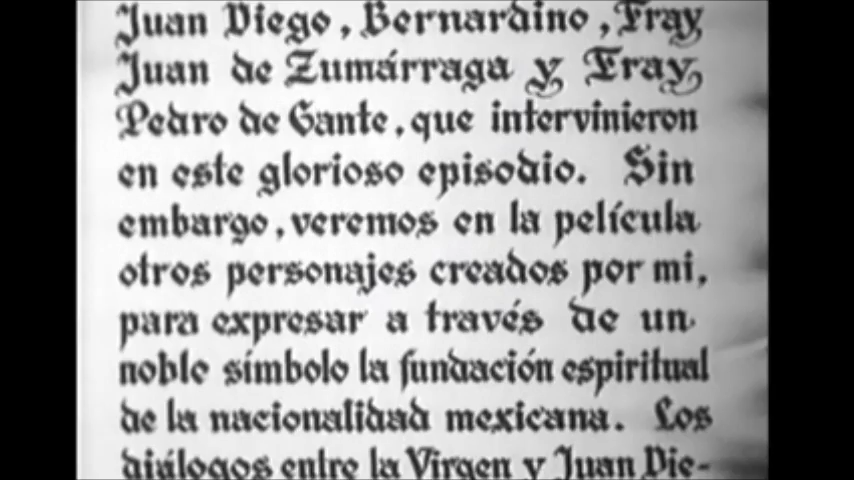 Juan Diego, Bernardino, Fray
Juan de Zumárraga y Fray
Pedro de Gante, que intervinieron
en este glorioso episodio. Sin
embargo, veremos en la película
otros personajes creados por mi,
para expresar a través de un
noble símbolo la fundación espiritual
de la nacionalidad mexicana. Los
diálogos entre la Virgen y Juan Die-